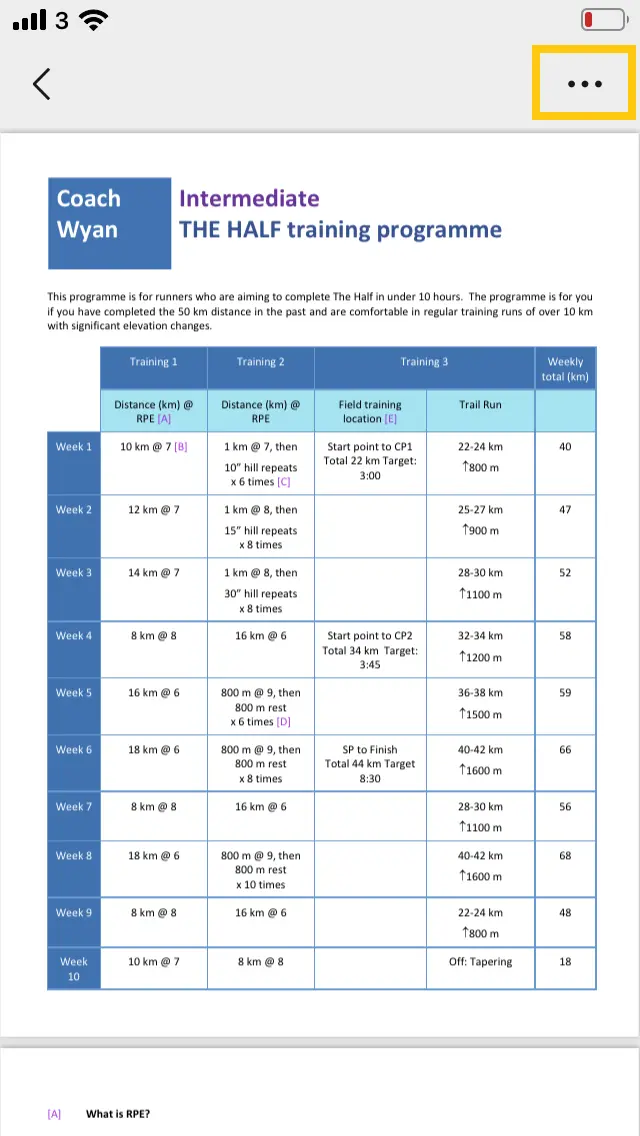 3
Coach
Wyan
Intermediate
THE HALF training programme
This programme is for runners who are aiming to complete The Half in under 10 hours. The programme is for you
if you have completed the 50 km distance in the past and are comfortable in regular training runs of over 10 km
with significant elevation changes.
Training 1 Training 2 Training 3 Weekly
total (km)
Distance (km) @ Distance (km) @ Field training Trail Run
RPE [A] RPE location [E]
Week 1 10 km @ 7 [B] 1 km @ 7, then Start point to CP1 22-24 km 40
Total 22 km Target:
10” hill repeats ↑800 m
3:00
x 6 times [C]
Week 2 12 km @ 7 1 km @ 8, then 25-27 km 47
15” hill repeats ↑900 m
x 8 times
Week 3 14 km @ 7 1 km @ 8, then 28-30 km 52
30” hill repeats ↑1100 m
x 8 times
Week 4 8 km @ 8 16 km @ 6 Start point to CP2 32-34 km 58
Total 34 km Target: ↑1200 m
3:45
Week 5 16 km @ 6 800 m @ 9, then 36-38 km 59
800 m rest ↑1500 m
x 6 times [D]
Week 6 18 km @ 6 800 m @ 9, then SP to Finish 40-42 km 66
800 m rest Total 44 km Target ↑1600 m
x 8 times 8:30
Week 7 8 km @ 8 16 km @ 6 28-30 km 56
↑1100 m
Week 8 18 km @ 6 800 m @ 9, then 40-42 km 68
800 m rest ↑1600 m
x 10 times
Week 9 8 km @ 8 16 km @ 6 22-24 km 48
↑800 m
Week 10 km @ 7 8 km @ 8 Off: Tapering 18
10
[A] What is RPE?